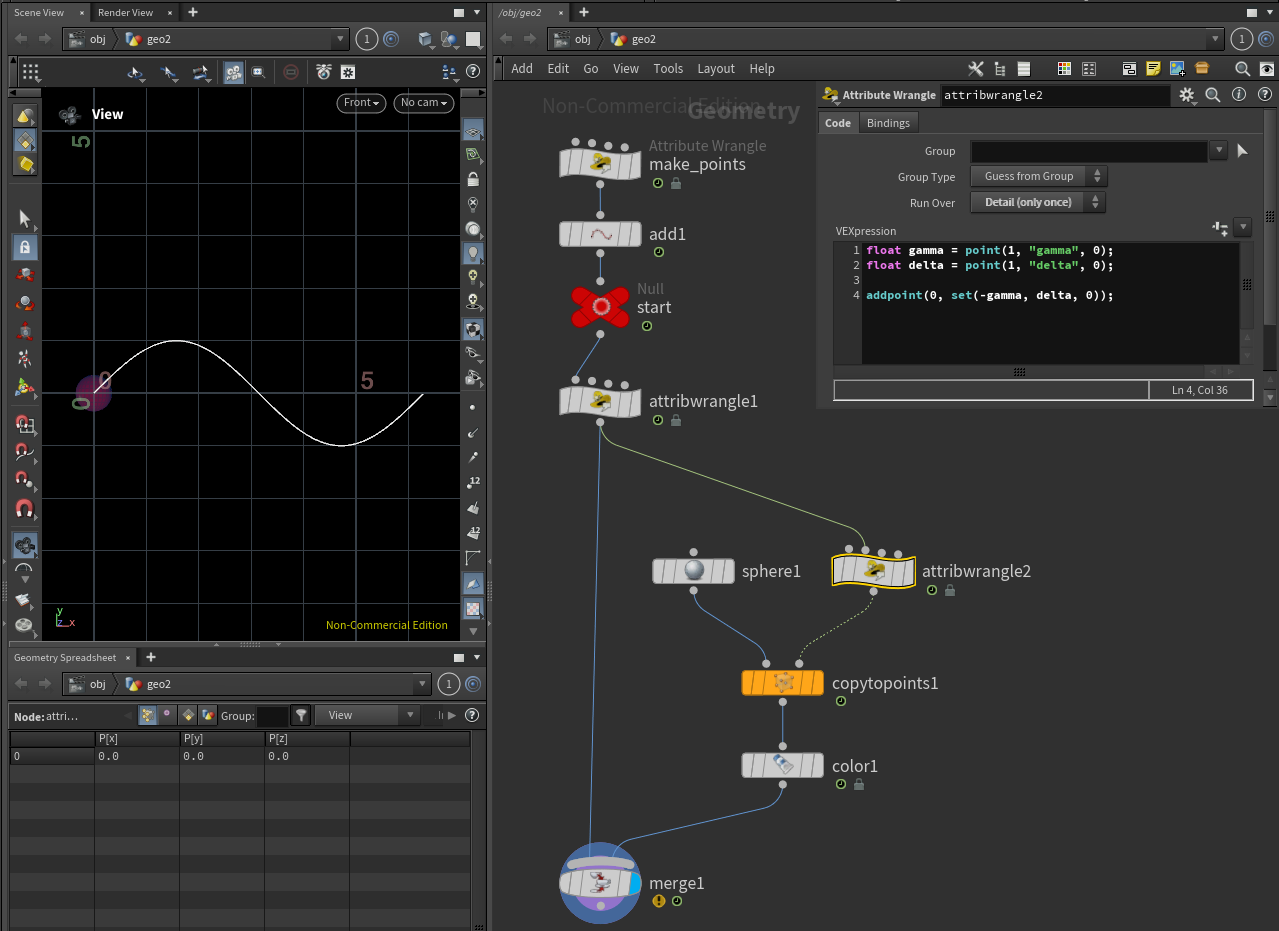 Scene View
Render View
obj
geo2
1
View
Front
No cam
5
0
0
5
12
12
y
z
x
Non-Commercial Edition
Geometry Spreadsheet
obj
geo2
1
Node: attri...
Group:
View
P[x]
P[y]
P[z]
0
0.0
0.0
0.0
/obj/geo2
obj
geo2
1
Add
Edit
Go
View
Tools
Layout
Help
Non-Commercial Edition
Geometry
Attribute Wrangle
make_points
add1
Null
start
attribwrangle1
sphere1
attribwrangle2
copytopoints1
color1
merge1
Attribute Wrangle
attribwrangle2
Code
Bindings
Group
Group Type
Guess from Group
Run Over
Detail (only once)
VEXpression
1 float gamma = point(1, "gamma", 0);
2 float delta = point(1, "delta", 0);
3
4 addpoint(0, set(-gamma, delta, 0));
Ln 4, Col 36